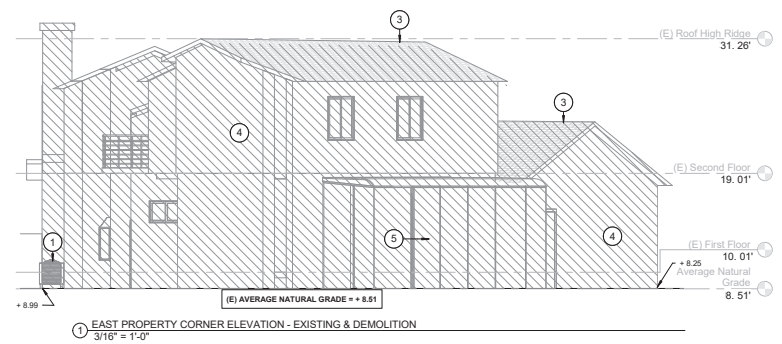 3
(E) Roof High Ridge
31. 26'
3
4
(E) Second Floor
19. 01'
1
5
4
(E) First Floor
10. 01'
+ 8.25
Average Natural
Grade
8. 51'
+ 8.99
(E) AVERAGE NATURAL GRADE = + 8.51
1 EAST PROPERTY CORNER ELEVATION - EXISTING & DEMOLITION
3/16" = 1'-0"